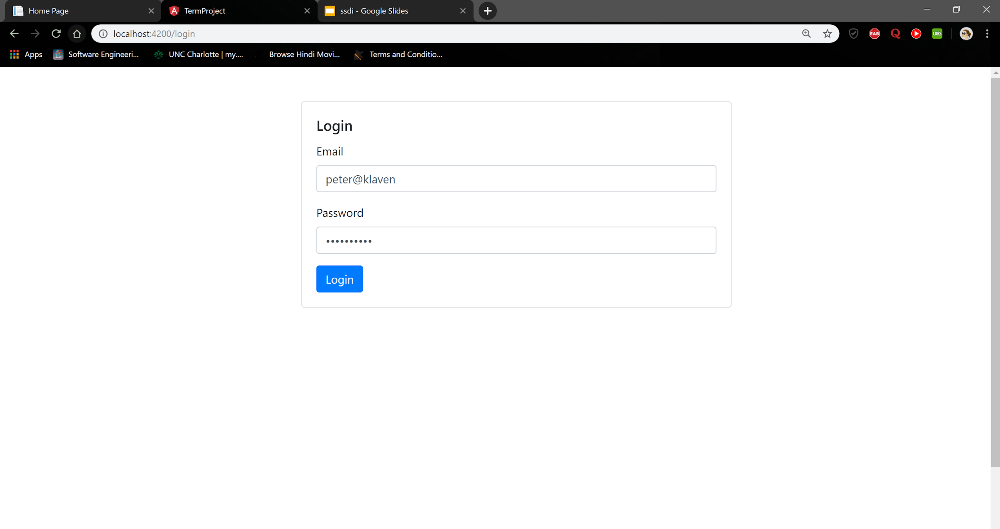 Home Page
TermProject
ssdi - Google Slides
localhost:4200/login
EAB
Q
CORS
Apps
Software Engineeri...
UNC Charlotte | my....
Browse Hindi Movi...
Terms and Conditio...
Login
Email
peter@klaven
Password
Login